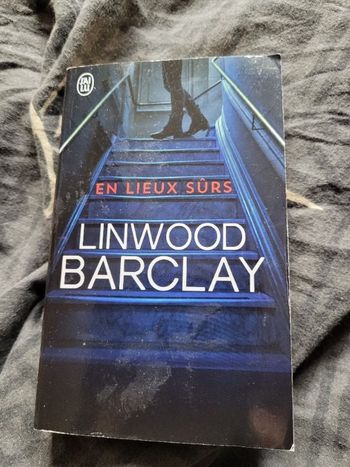 J'AI
LU
EN LIEUX SÛRS
LINWOOD
BARCLAY